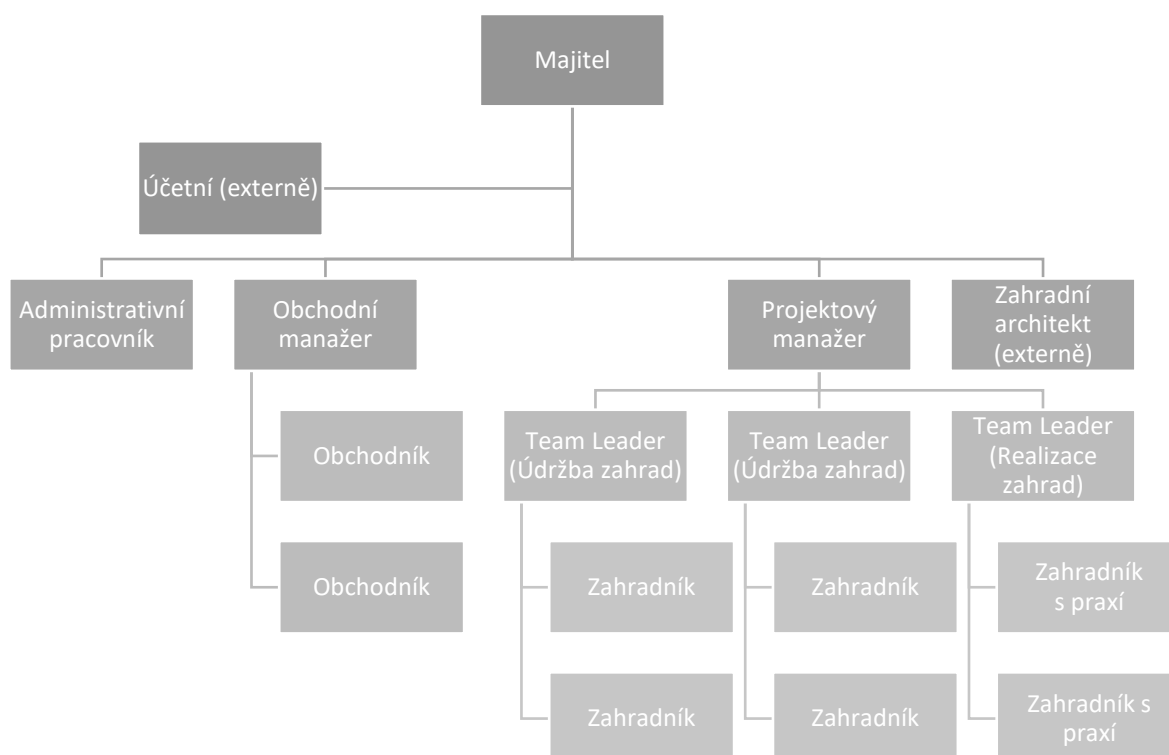 Majitel
Účetní (externě)
Administrativní
pracovník
Obchodní
manažer
Projektový
manažer
Zahradní
architekt
(externě)
Obchodník
Obchodník
Team Leader
(Údržba zahrad)
Team Leader
(Údržba zahrad)
Team Leader
(Realizace
zahrad)
Zahradník
Zahradník
Zahradník
s praxí
Zahradník
Zahradník
Zahradník s
praxí